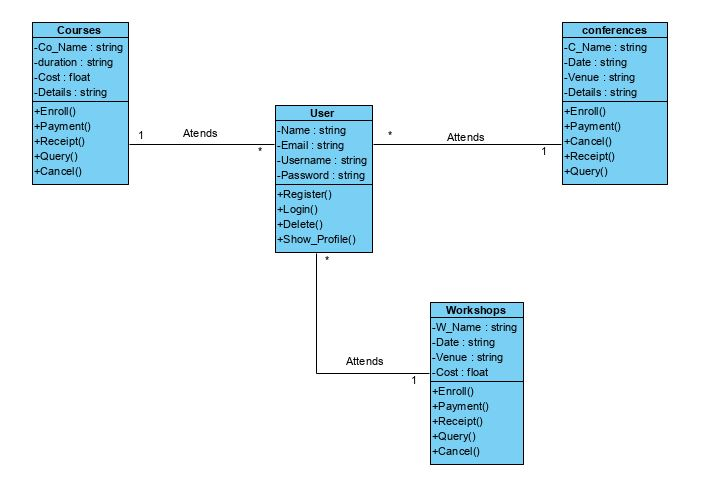 Courses
-Co_Name : string
-duration : string
-Cost : float
-Details : string
+Enroll()
+Payment()
+Receipt()
+Query()
+Cancel()
1
Atends
*
User
-Name : string
-Email : string
-Username : string
-Password : string
+Register()
+Login()
+Delete()
+Show_Profile()
*
Attends
1
conferences
-C_Name : string
-Date : string
-Venue : string
-Details : string
+Enroll()
+Payment()
+Cancel()
+Receipt()
+Query()
*
Attends
1
Workshops
-W_Name : string
-Date : string
-Venue : string
-Cost : float
+Enroll()
+Payment()
+Receipt()
+Query()
+Cancel()